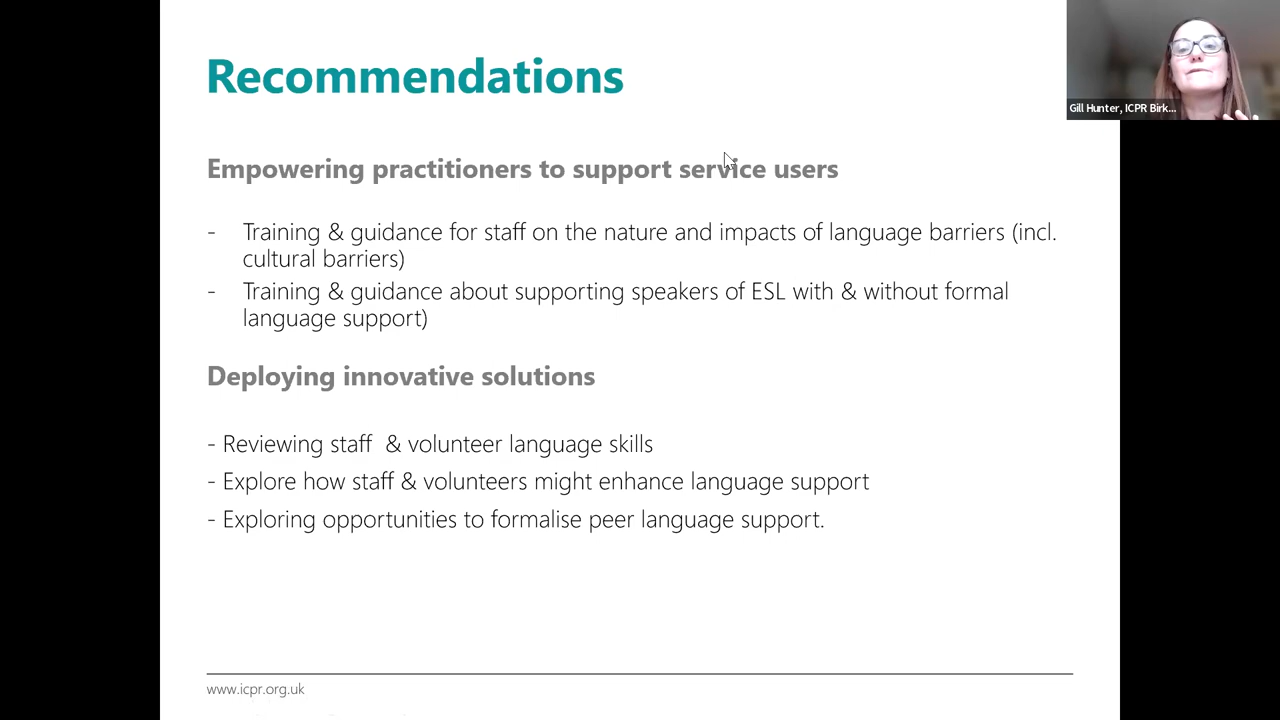 Recommendations
Gill Hunter, ICPR Birk...
Empowering practitioners to support service users
- Training & guidance for staff on the nature and impacts of language barriers (incl.
cultural barriers)
- Training & guidance about supporting speakers of ESL with & without formal
language support)
Deploying innovative solutions
- Reviewing staff  & volunteer language skills
- Explore how staff & volunteers might enhance language support
- Exploring opportunities to formalise peer language support.
www.icpr.org.uk